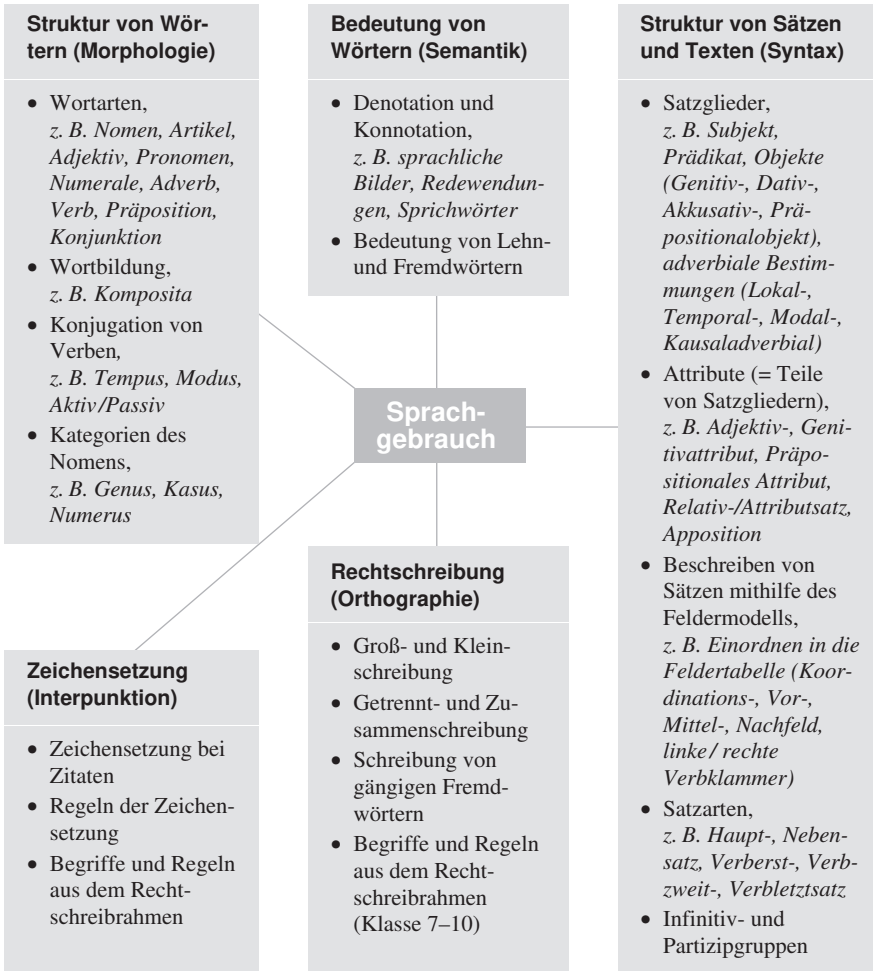 Struktur von Wör-
tern (Morphologie)
• Wortarten,
z. B. Nomen, Artikel,
Adjektiv, Pronomen,
Numerale, Adverb,
Verb, Präposition,
Konjunktion
• Wortbildung,
z. B. Komposita
• Konjugation von
Verben,
z. B. Tempus, Modus,
Aktiv/Passiv
• Kategorien des
Nomens,
z. B. Genus, Kasus,
Numerus
Bedeutung von
Wörtern (Semantik)
• Denotation und
Konnotation,
z. B. sprachliche
Bilder, Redewendun-
gen, Sprichwörter
• Bedeutung von Lehn-
und Fremdwörtern
Struktur von Sätzen
und Texten (Syntax)
• Satzglieder,
z. B. Subjekt,
Prädikat, Objekte
(Genitiv-, Dativ-,
Akkusativ-, Prä-
positionalobjekt),
adverbiale Bestim-
mungen (Lokal-,
Temporal-, Modal-,
Kausaladverbial)
• Attribute (= Teile
von Satzgliedern),
z. B. Adjektiv-, Geni-
tivattribut, Präpo-
sitionales Attribut,
Relativ-/Attributsatz,
Apposition
• Beschreiben von
Sätzen mithilfe des
Feldermodells,
z. B. Einordnen in die
Feldertabelle (Koor-
dinations-, Vor-,
Mittel-, Nachfeld,
linke / rechte
Verbklammer)
• Satzarten,
z. B. Haupt-, Neben-
satz, Verberst-, Verb-
zweit-, Verbletztsatz
• Infinitiv- und
Partizipgruppen
Sprach-
gebrauch
Zeichensetzung
(Interpunktion)
• Zeichensetzung bei
Zitaten
• Regeln der Zeichen-
setzung
• Begriffe und Regeln
aus dem Recht-
schreibrahmen
Rechtschreibung
(Orthographie)
• Groß- und Klein-
schreibung
• Getrennt- und Zu-
sammenschreibung
• Schreibung von
gängigen Fremd-
wörtern
• Begriffe und Regeln
aus dem Recht-
schreibrahmen
(Klasse 7–10)